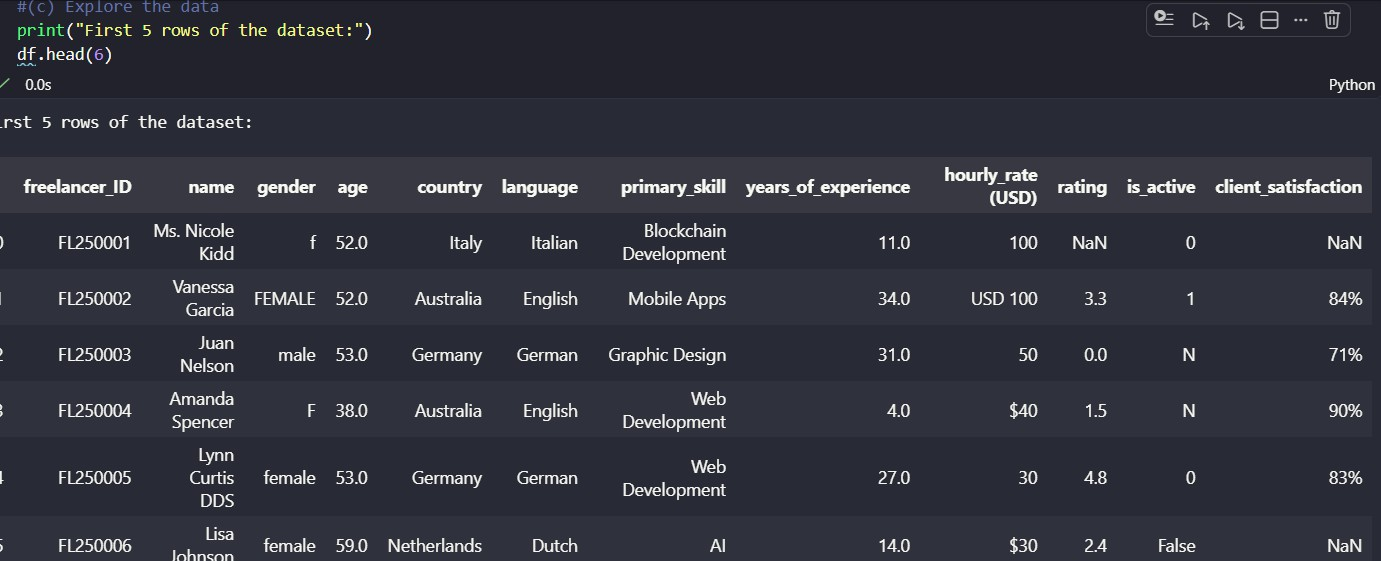 #(c) Explore the data
print("First 5 rows of the dataset:")
df.head(6)
0.0s
Python
rst 5 rows of the dataset:
freelancer_ID name gender age country language primary_skill years_of_experience hourly_rate (USD) rating is_active client_satisfaction
0 FL250001 Ms. Nicole Kidd f 52.0 Italy Italian Blockchain Development 11.0 100 NaN 0 NaN
FL250002 Vanessa Garcia FEMALE 52.0 Australia English Mobile Apps 34.0 USD 100 3.3 1 84%
2 FL250003 Juan Nelson male 53.0 Germany German Graphic Design 31.0 50 0.0 N 71%
3 FL250004 Amanda Spencer F 38.0 Australia English Web Development 4.0 $40 1.5 N 90%
FL250005 Lynn Curtis DDS female 53.0 Germany German Web Development 27.0 30 4.8 0 83%
5 FL250006 Lisa Johnson female 59.0 Netherlands Dutch AI 14.0 $30 2.4 False NaN